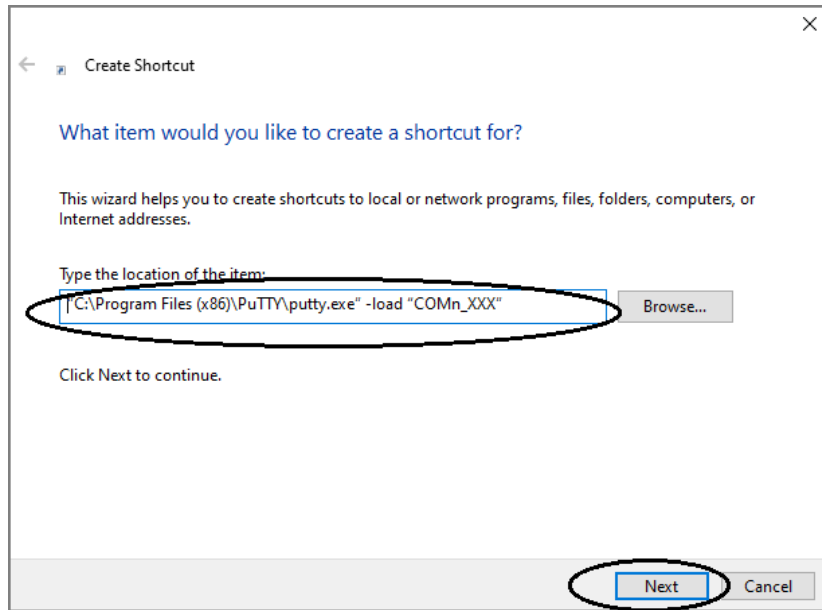 Create Shortcut
What item would you like to create a shortcut for?
This wizard helps you to create shortcuts to local or network programs, files, folders, computers, or
Internet addresses.
Type the location of the item:
"C:\Program Files (x86)\PuTTY\putty.exe" -load “COMn_XXX“
Browse...
Click Next to continue.
Next
Cancel